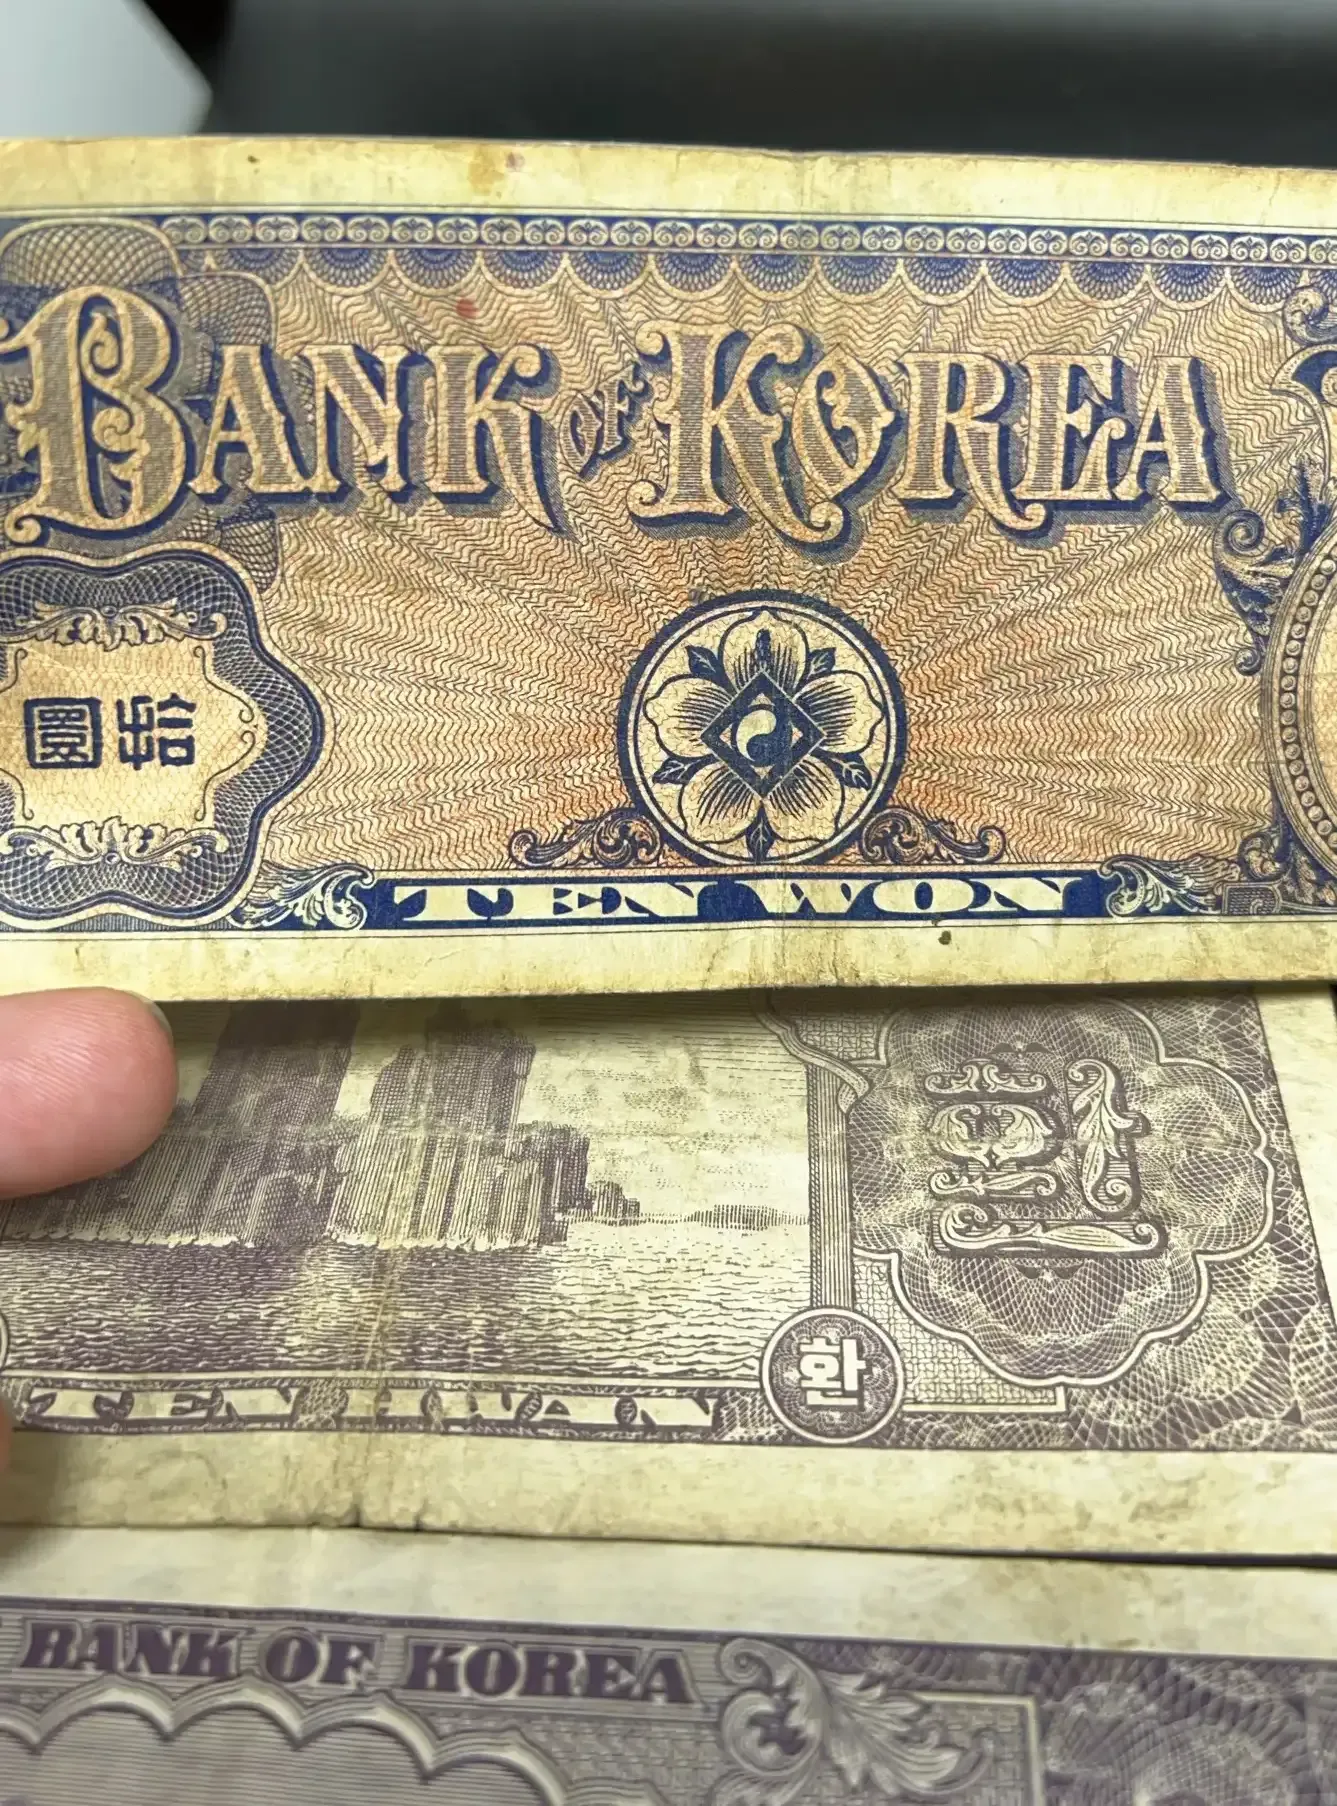 BANK OF KOREA
拾圓
TEN WON
환
TEN HWAN
BANK OF KOREA